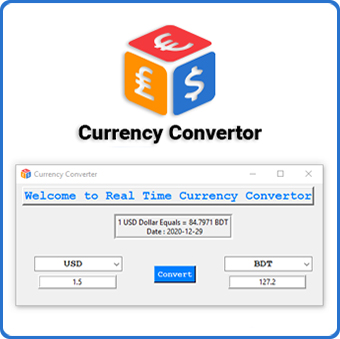 €
£
$
Currency Convertor
Currency Converter
Welcome to Real Time Currency Convertor
1 USD Dollar Equals = 84.7971 BDT
Date : 2020-12-29
USD
BDT
Convert
1.5
127.2